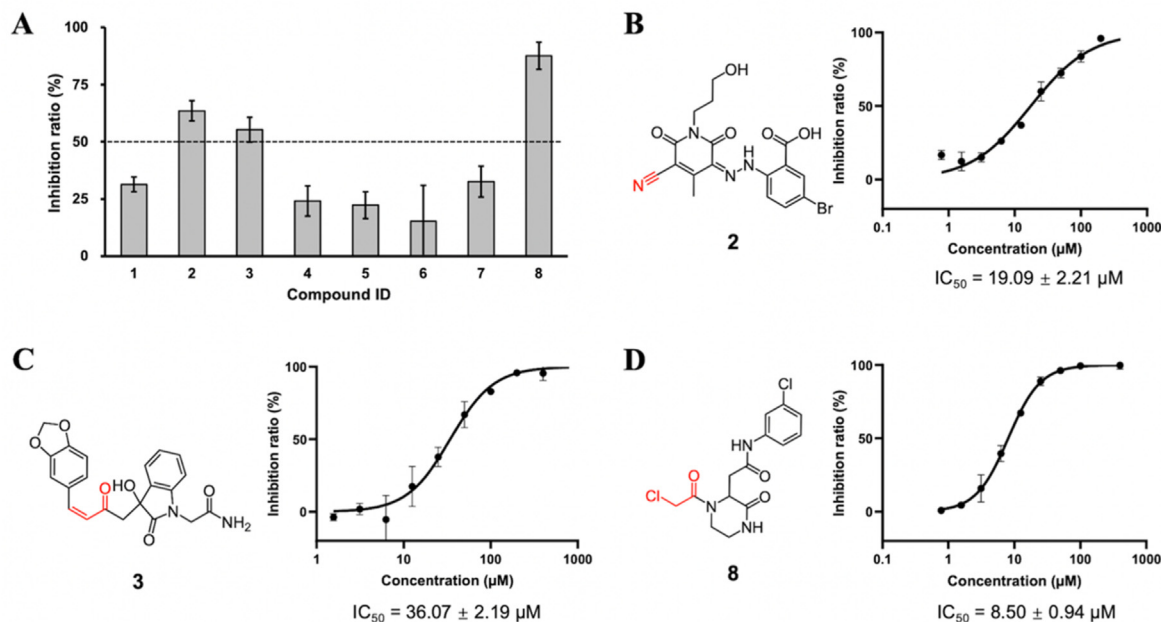 A
Inhibition ratio (%)
100
75
50
25
0
1 2 3 4 5 6 7 8
Compound ID
B
OH
N
O O
O OH
H
N N
N
Br
2
Inhibition ratio (%)
100
50
0
0.1 1 10 100 1000
Concentration (µM)
IC50 = 19.09 ± 2.21 µM
C
O
O
O HO
O
N
O
NH2
3
Inhibition ratio (%)
100
50
0
1 10 100 1000
Concentration (µM)
IC50 = 36.07 ± 2.19 µM
D
Cl
HN
O
O
Cl
N O
NH
8
Inhibition ratio (%)
100
50
0
0.1 1 10 100 1000
Concentration (µM)
IC50 = 8.50 ± 0.94 µM